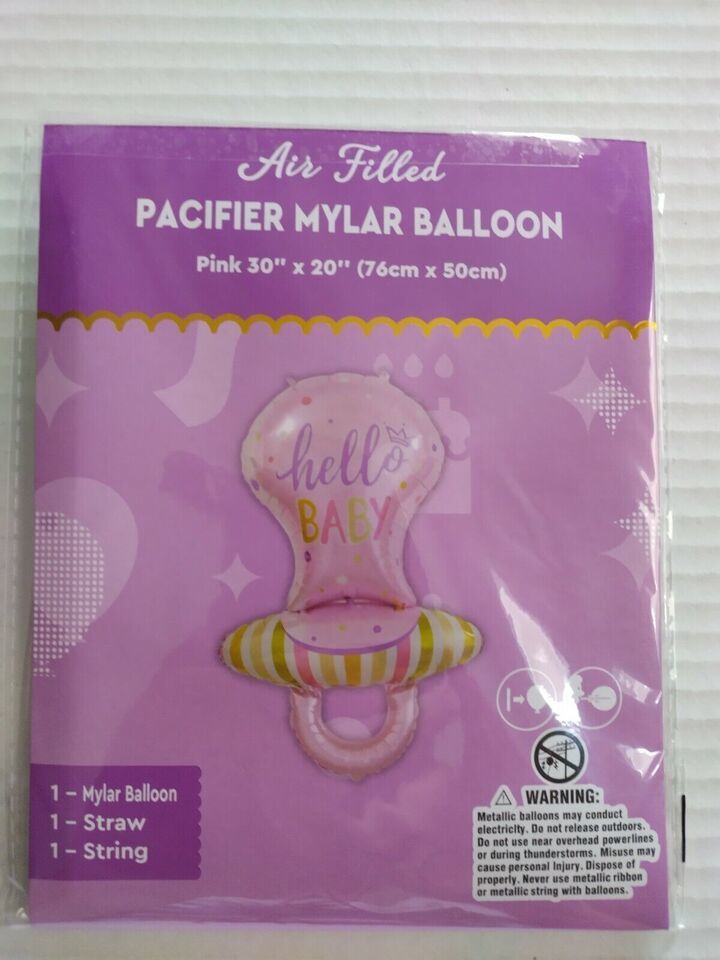 Air Filled
PACIFIER MYLAR BALLOON
Pink 30" x 20" (76cm x 50cm)
hello
BABY
1 – Mylar Balloon
1 – Straw
1 – String
WARNING:
Metallic balloons may conduct
electricity. Do not release outdoors.
Do not use near overhead powerlines
or during thunderstorms. Misuse may
cause personal Injury. Dispose of
properly. Never use metallic ribbon
or metallic string with balloons.